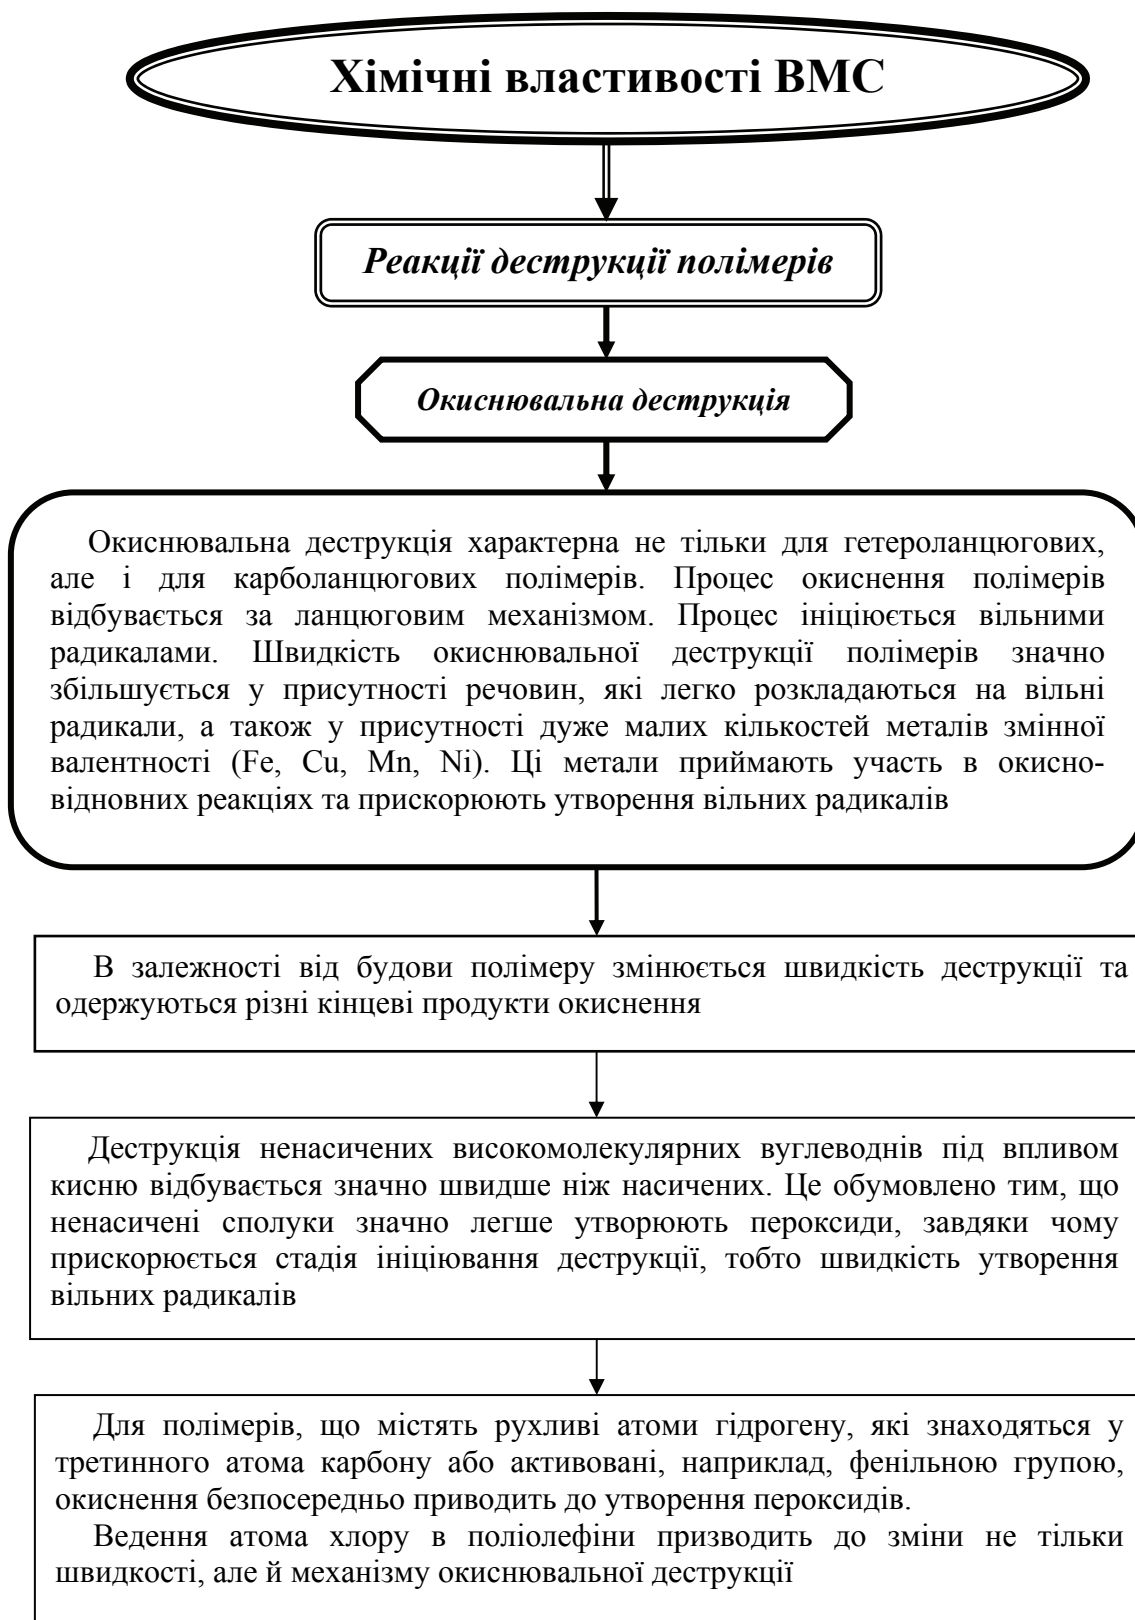 Хімічні властивості ВМС
Реакції деструкції полімерів
Окиснювальна деструкція
Окиснювальна деструкція характерна не тільки для гетероланцюгових,
але і для карболанцюгових полімерів. Процес окиснення полімерів
відбувається за ланцюговим механізмом. Процес ініціюється вільними
радикалами. Швидкість окиснювальної деструкції полімерів значно
збільшується у присутності речовин, які легко розкладаються на вільні
радикали, а також у присутності дуже малих кількостей металів змінної
валентності (Fe, Cu, Mn, Ni). Ці метали приймають участь в окисно-
відновних реакціях та прискорюють утворення вільних радикалів
В залежності від будови полімеру змінюється швидкість деструкції та
одержуються різні кінцеві продукти окиснення
Деструкція ненасичених високомолекулярних вуглеводнів під впливом
кисню відбувається значно швидше ніж насичених. Це обумовлено тим, що
ненасичені сполуки значно легше утворюють пероксиди, завдяки чому
прискорюється стадія ініціювання деструкції, тобто швидкість утворення
вільних радикалів
Для полімерів, що містять рухливі атоми гідрогену, які знаходяться у
третинного атома карбону або активовані, наприклад, фенільною групою,
окиснення безпосередньо приводить до утворення пероксидів.
Ведення атома хлору в поліолефіни призводить до зміни не тільки
швидкості, але й механізму окиснювальної деструкції